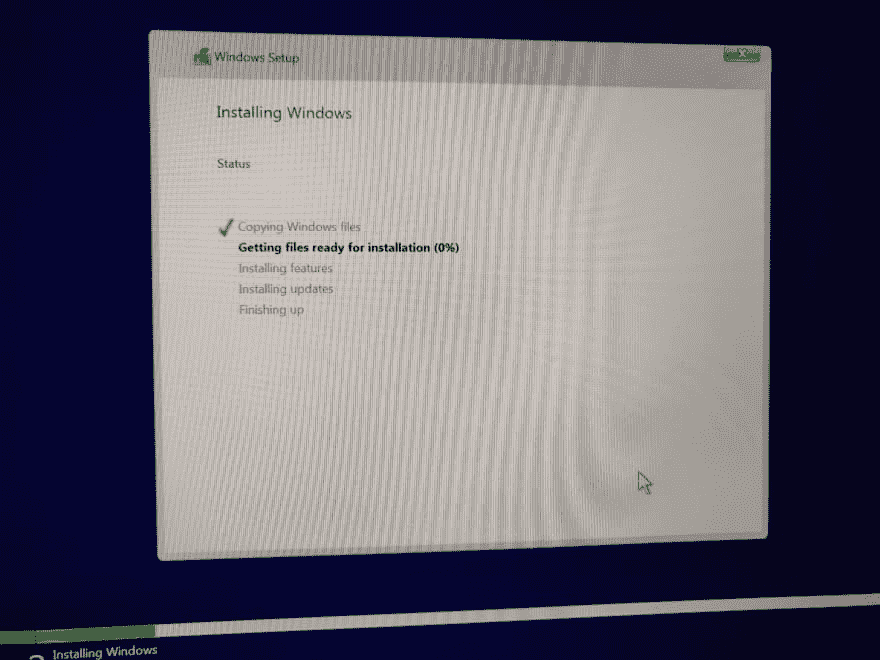 Windows Setup
Installing Windows
Status
Copying Windows files
Getting files ready for installation (0%)
Installing features
Installing updates
Finishing up
Installing Windows